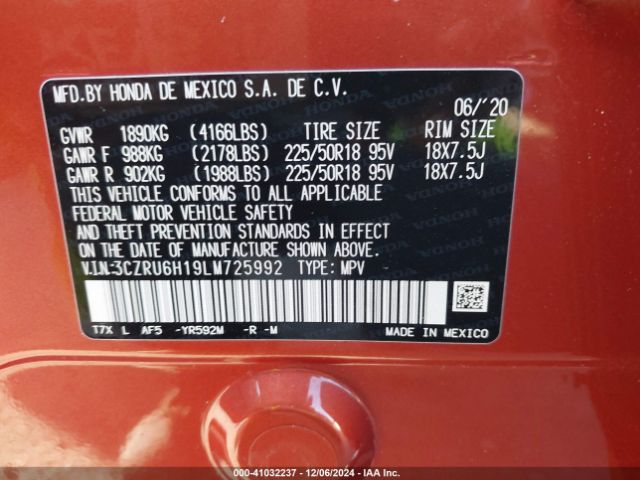 MFD.BY HONDA DE MEXICO S.A. DE C.V.
06/'20
GVWR 1890KG (4166LBS) TIRE SIZE RIM SIZE
GAWR F 988KG (2178LBS) 225/50R18 95V 18X7.5J
GAWR R 902KG (1988LBS) 225/50R18 95V 18X7.5J
THIS VEHICLE CONFORMS TO ALL APPLICABLE
FEDERAL MOTOR VEHICLE SAFETY
AND THEFT PREVENTION STANDARDS IN EFFECT
ON THE DATE OF MANUFACTURE SHOWN ABOVE.
V.I.N:3CZRU6H19LM725992 TYPE: MPV
T7X L AF5 -YR592M -R -M MADE IN MEXICO
000-41032237 - 12/06/2024 - IAA Inc.